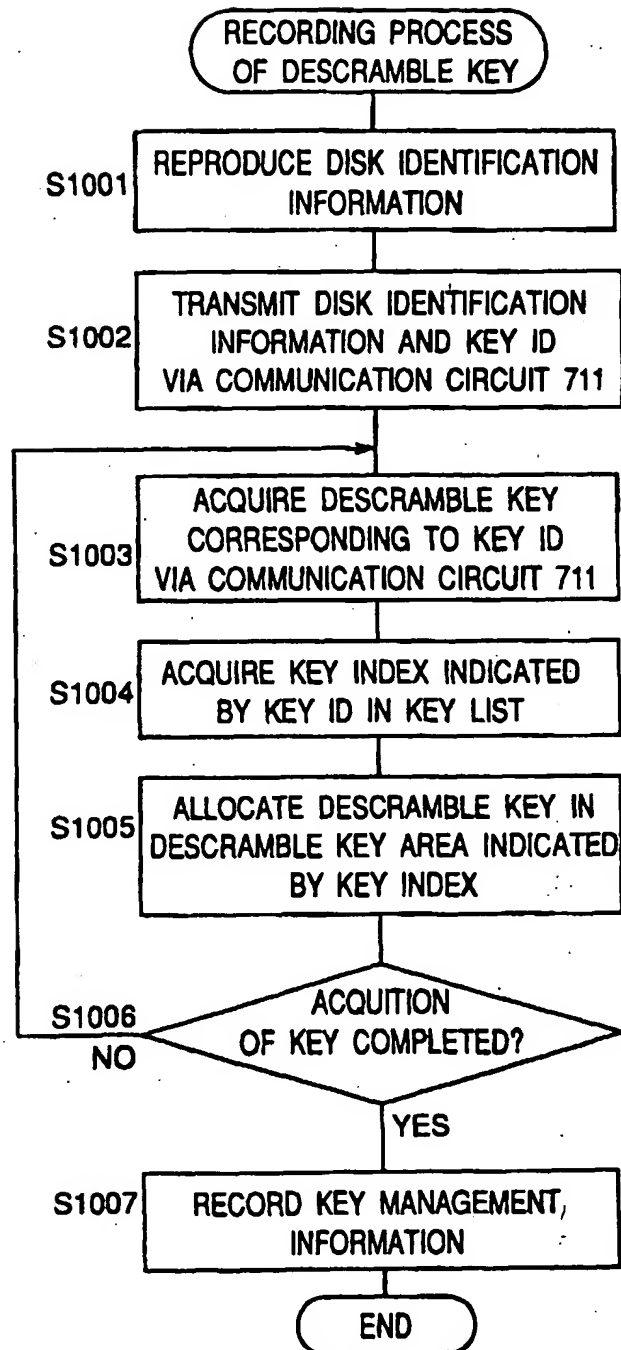 RECORDING PROCESS
OF DESCRAMBLE KEY
S1001
REPRODUCE DISK IDENTIFICATION
INFORMATION
S1002
TRANSMIT DISK IDENTIFICATION
INFORMATION AND KEY ID
VIA COMMUNICATION CIRCUIT 711
S1003
ACQUIRE DESCRAMBLE KEY
CORRESPONDING TO KEY ID
VIA COMMUNICATION CIRCUIT 711
S1004
ACQUIRE KEY INDEX INDICATED
BY KEY ID IN KEY LIST
S1005
ALLOCATE DESCRAMBLE KEY IN
DESCRAMBLE KEY AREA INDICATED
BY KEY INDEX
S1006
ACQUITION
OF KEY COMPLETED?
NO
YES
S1007
RECORD KEY MANAGEMENT,
INFORMATION
END